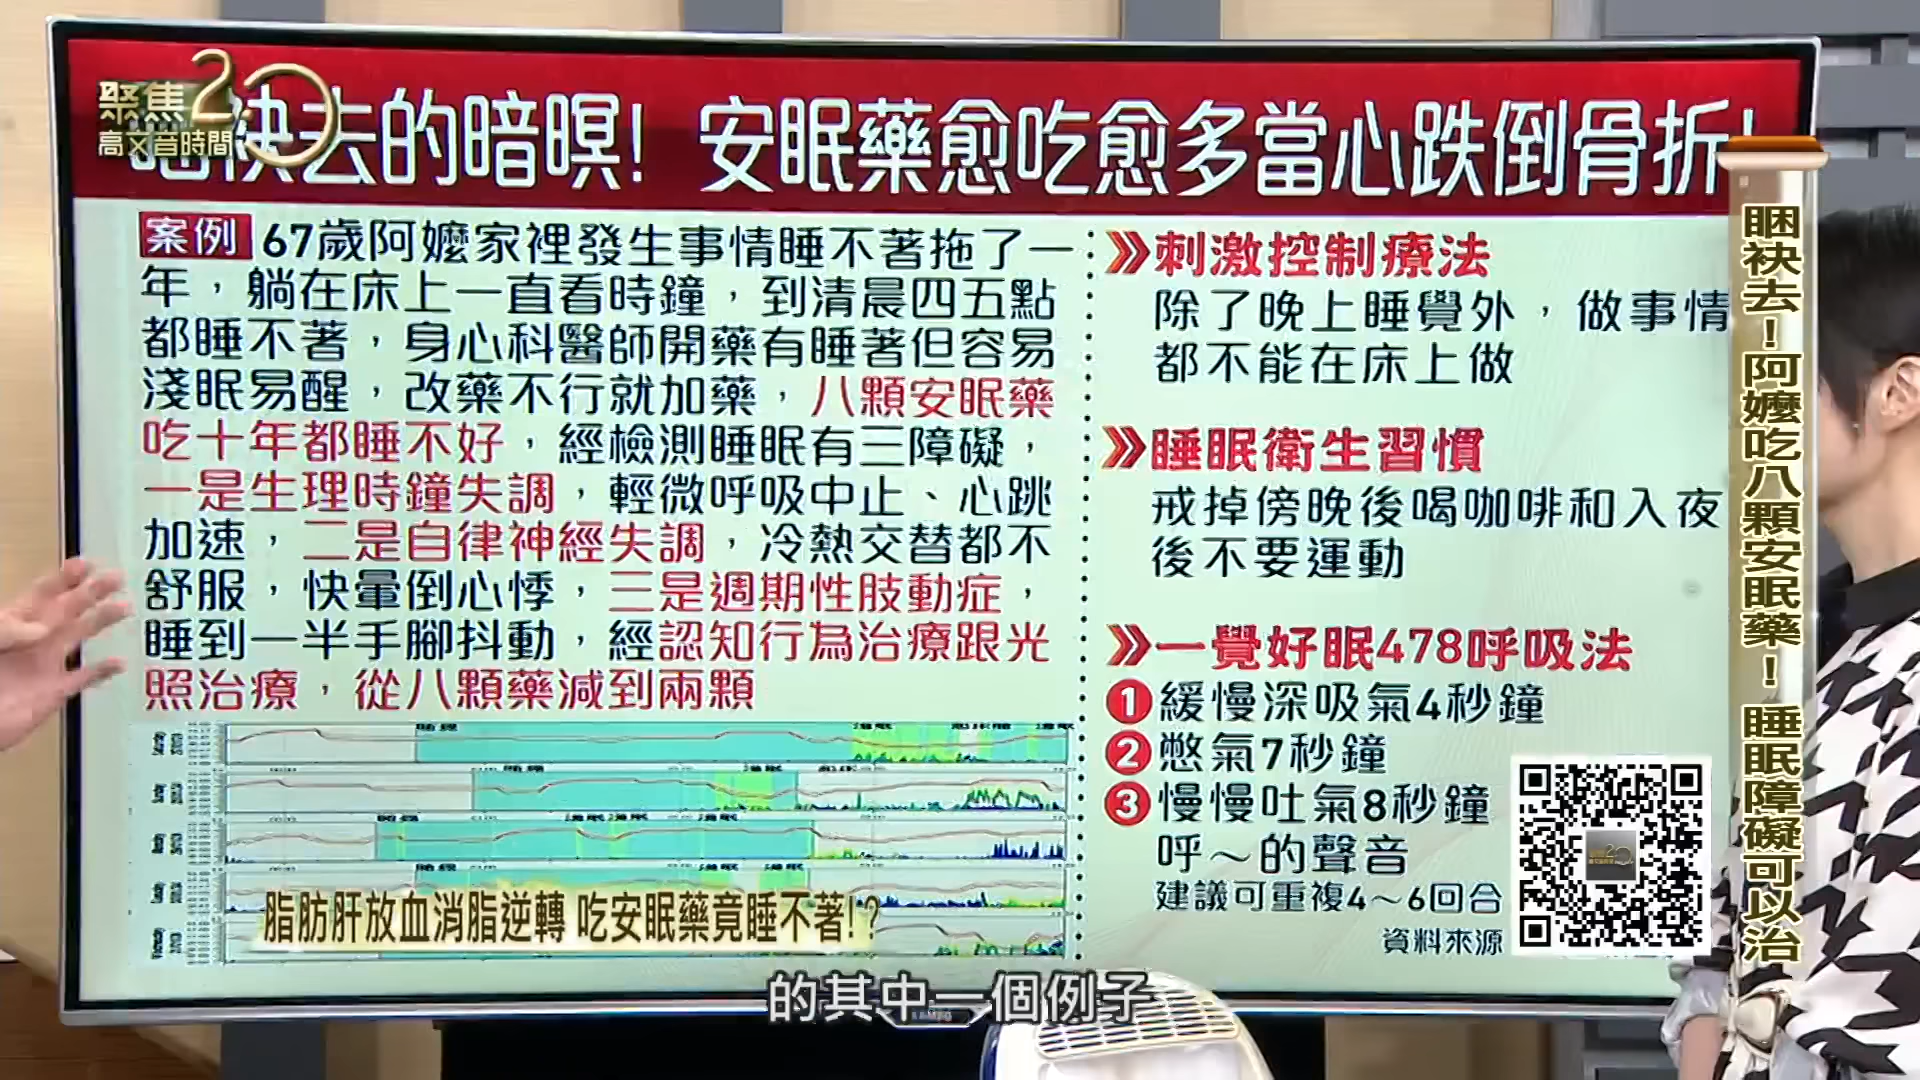 聚焦2.0
高文音時間
袂去的暗暝! 安眠藥愈吃愈多當心跌倒骨折!
案例 67歲阿嬤家裡發生事情睡不著拖了一
年，躺在床上一直看時鐘，到清晨四五點
都睡不著，身心科醫師開藥有睡著但容易
淺眠易醒，改藥不行就加藥，八顆安眠藥
吃十年都睡不好，經檢測睡眠有三障礙，
一是生理時鐘失調，輕微呼吸中止、心跳
加速，二是自律神經失調，冷熱交替都不
舒服，快暈倒心悸，三是週期性肢動症，
睡到一半手腳抖動，經認知行為治療跟光
照治療，從八顆藥減到兩顆
刺激控制療法
除了晚上睡覺外，做事情
都不能在床上做
睡眠衛生習慣
戒掉傍晚後喝咖啡和入夜
後不要運動
一覺好眠478呼吸法
1 緩慢深吸氣4秒鐘
2 憋氣7秒鐘
3 慢慢吐氣8秒鐘
呼～的聲音
建議可重複4～6回合
資料來源
睏袂去！阿嬤吃八顆安眠藥！睡眠障礙可以治
脂肪肝放血消脂逆轉 吃安眠藥竟睡不著!?
的其中一個例子